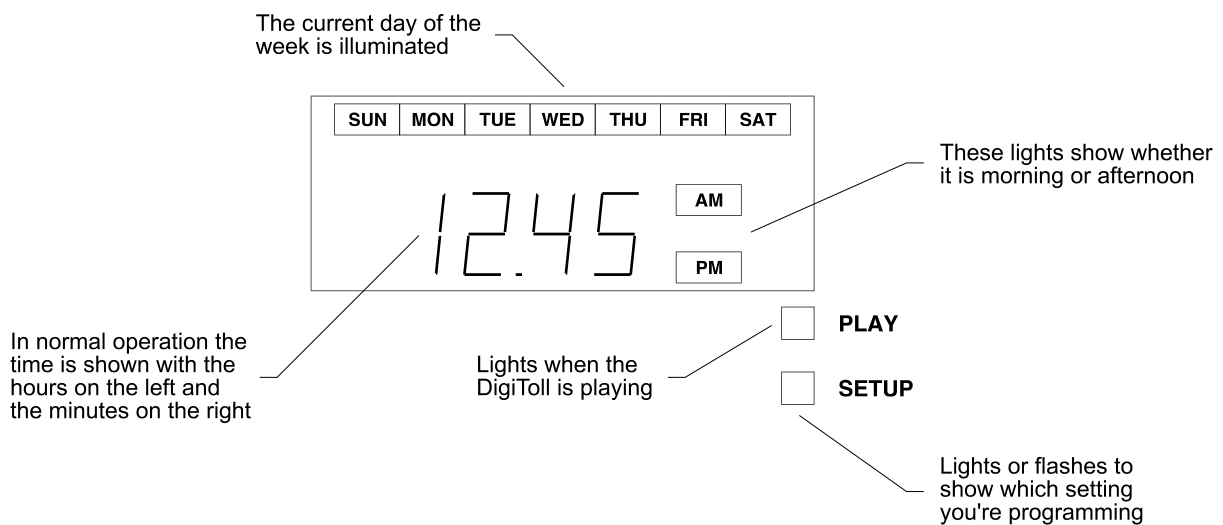 The current day of the
week is illuminated
SUN MON TUE WED THU FRI SAT
These lights show whether
it is morning or afternoon
12.45
AM
PM
In normal operation the
time is shown with the
hours on the left and
the minutes on the right
Lights when the
DigiToll is playing
PLAY
SETUP
Lights or flashes to
show which setting
you're programming